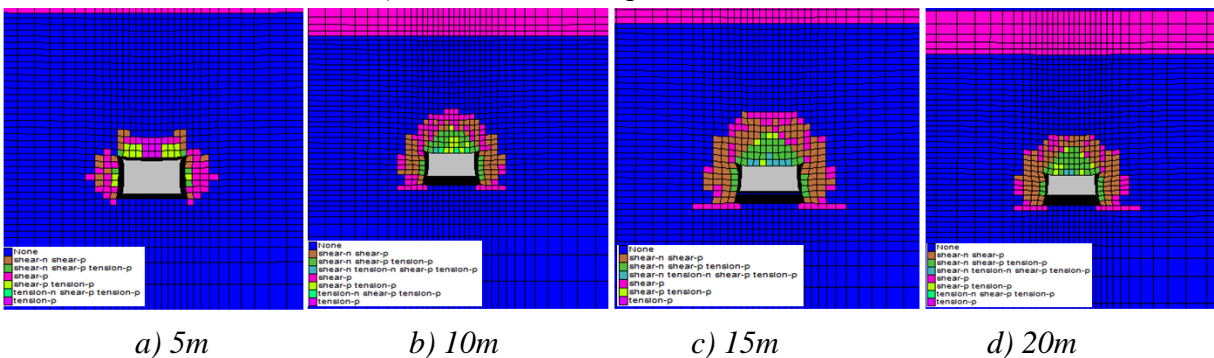 None
shear-n shear-p
shear-n shear-p tension-p
shear-p
shear-p tension-p
tension-n shear-p tension-p
tension-p
None
shear-n shear-p
shear-n shear-p tension-p
shear-n tension-n shear-p tension-p
shear-p
shear-p tension-p
tension-n shear-p tension-p
tension-p
None
shear-n shear-p
shear-n shear-p tension-p
shear-n tension-n shear-p tension-p
shear-p
shear-p tension-p
tension-p
None
shear-n shear-p
shear-n shear-p tension-p
shear-n tension-n shear-p tension-p
shear-p
shear-p tension-p
tension-n shear-p tension-p
tension-p
a) 5m b) 10m c) 15m d) 20m